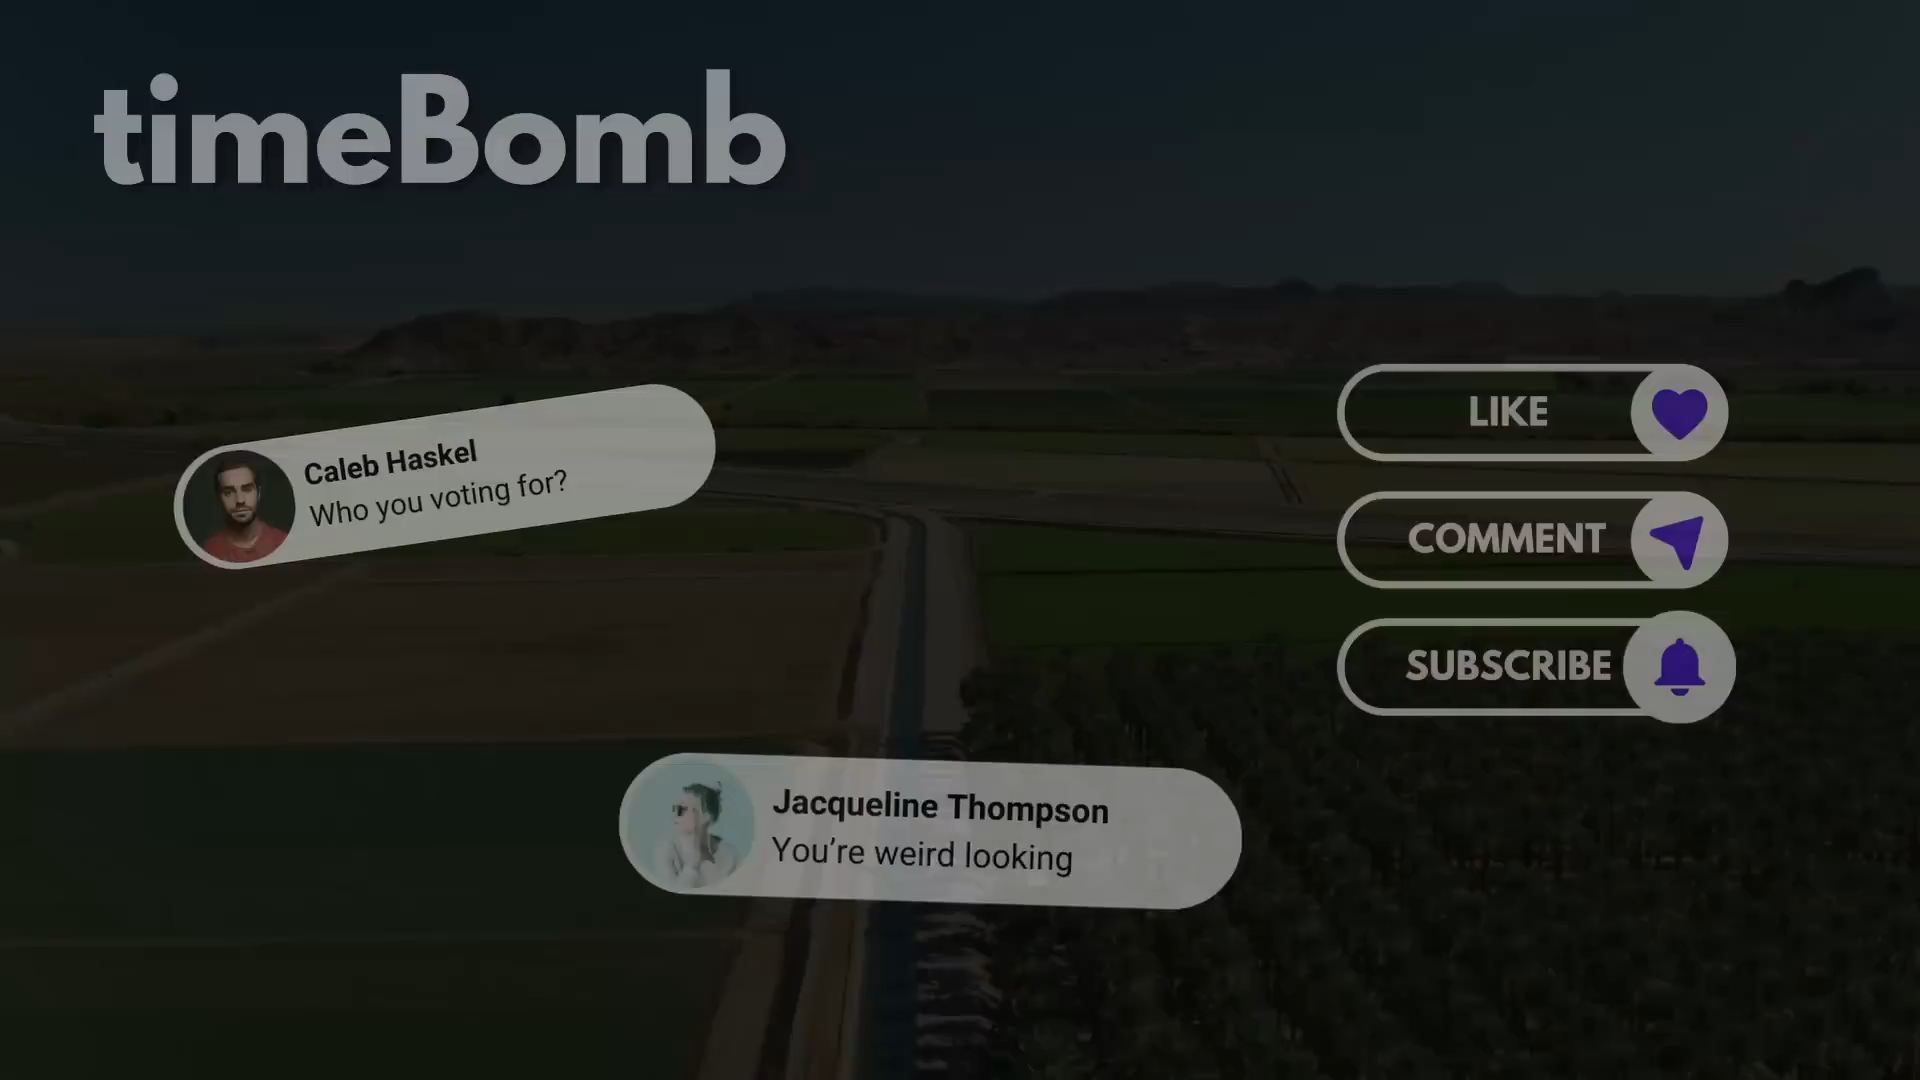 timeBomb
Caleb Haskel
Who you voting for?
LIKE
COMMENT
SUBSCRIBE
Jacqueline Thompson
You’re weird looking